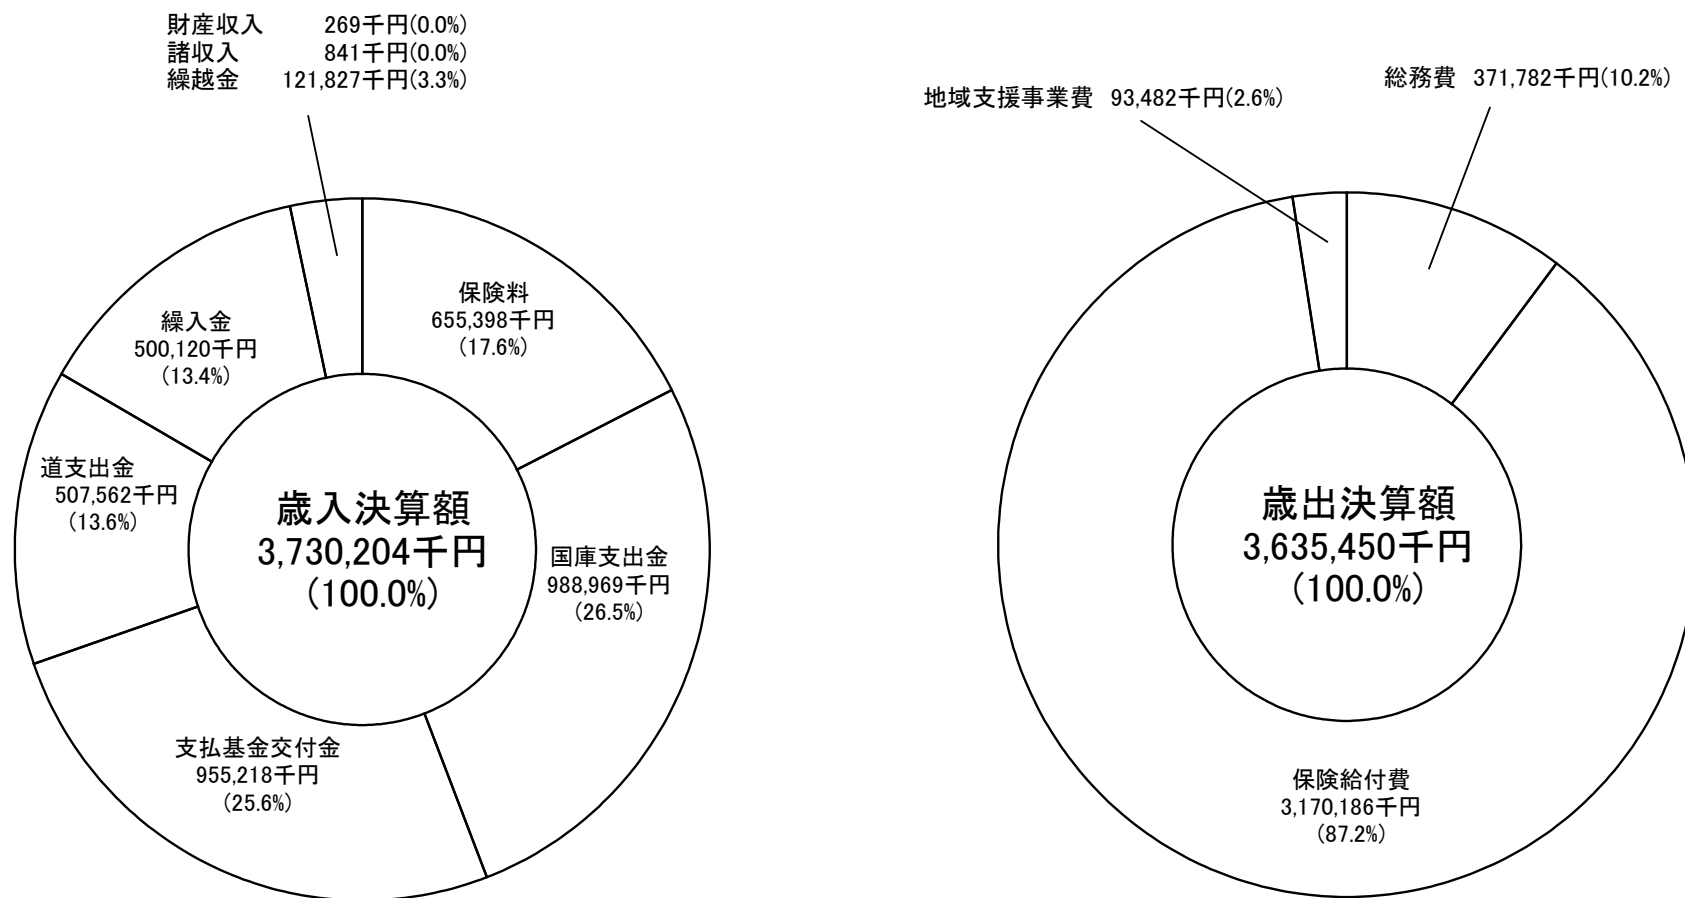 財産収入 269千円(0.0%)
諸収入 841千円(0.0%)
繰越金 121,827千円(3.3%)
保険料
655,398千円
(17.6%)
繰入金
500,120千円
(13.4%)
道支出金
507,562千円
(13.6%)
歳入決算額
3,730,204千円
(100.0%)
国庫支出金
988,969千円
(26.5%)
支払基金交付金
955,218千円
(25.6%)
地域支援事業費 93,482千円(2.6%)
総務費 371,782千円(10.2%)
歳出決算額
3,635,450千円
(100.0%)
保険給付費
3,170,186千円
(87.2%)